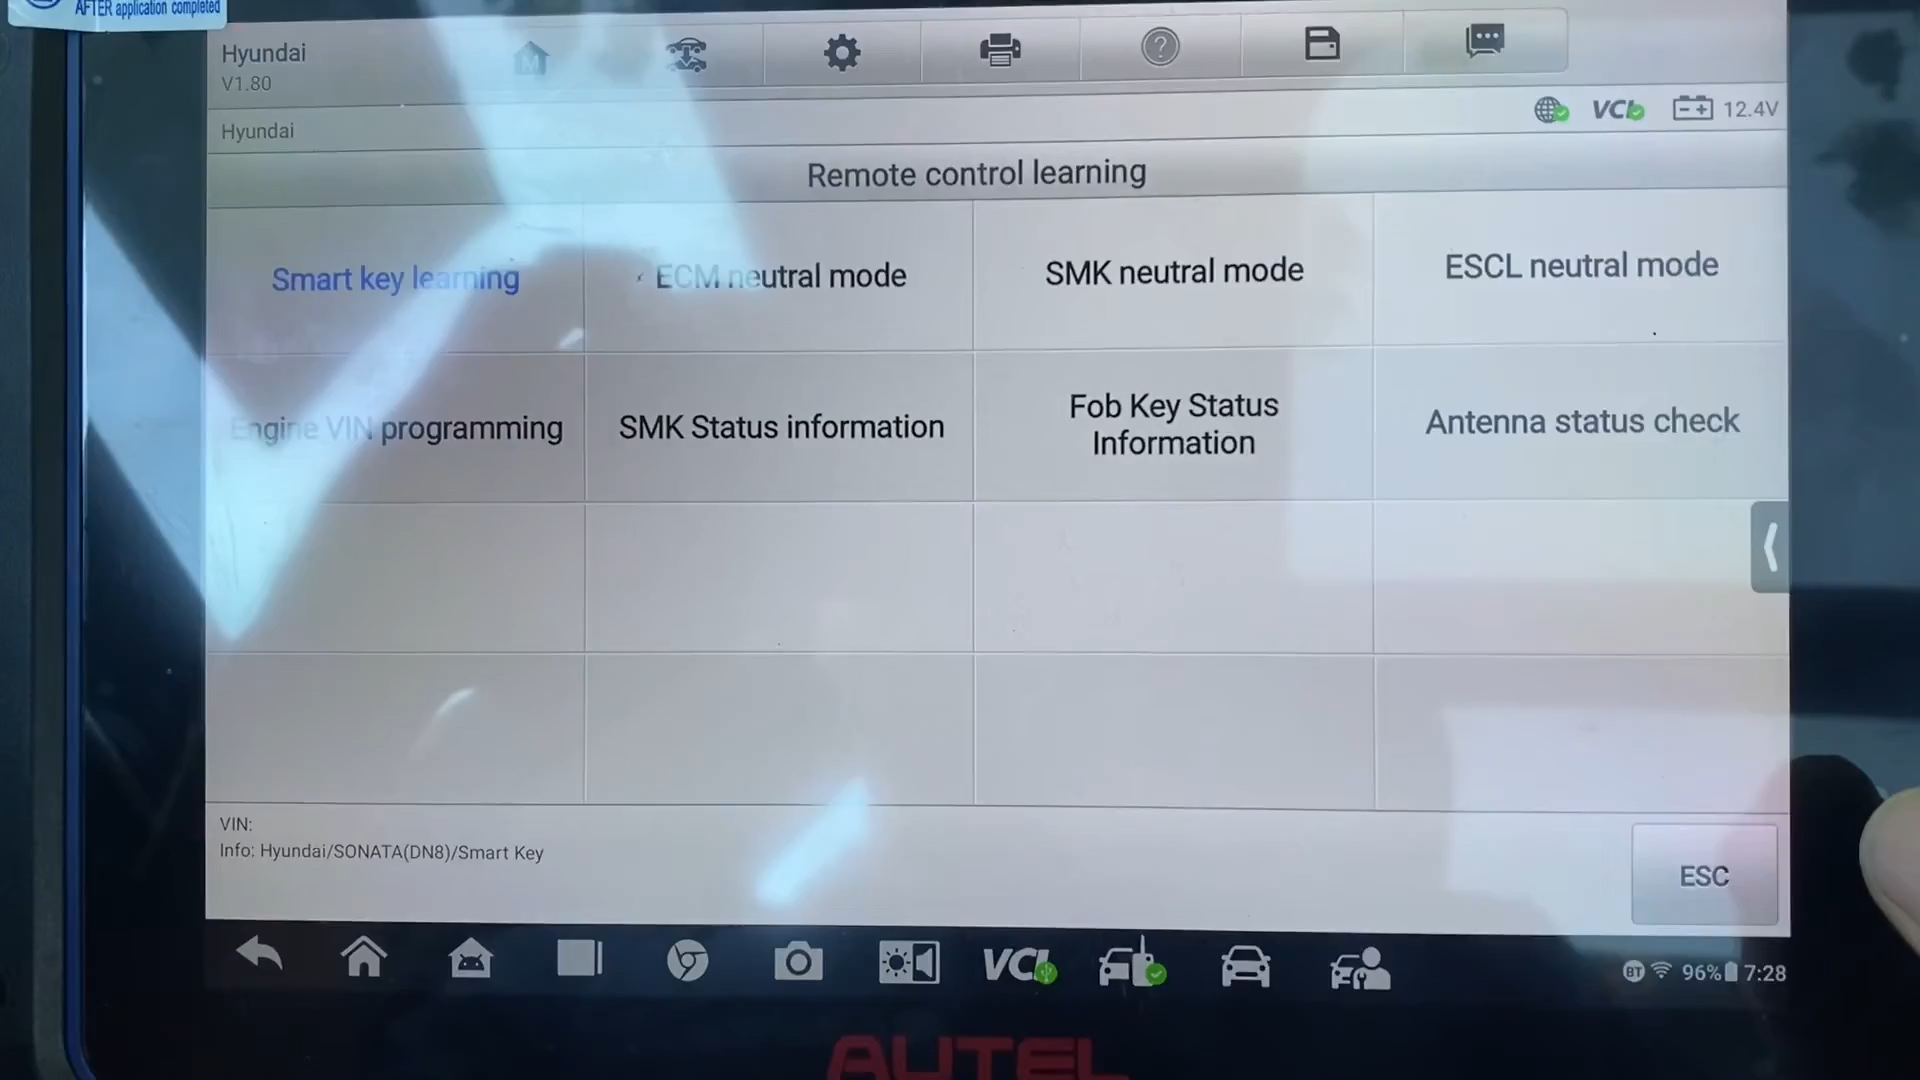 AFTER application completed
Hyundai
V1.80
VCI
12.4V
Hyundai
Remote control learning
Smart key learning
ECM neutral mode
SMK neutral mode
ESCL neutral mode
Engine VIN programming
SMK Status information
Fob Key Status
Information
Antenna status check
VIN:
Info: Hyundai/SONATA(DN8)/Smart Key
ESC
VCI
BT
96%
7:28
AUTEL